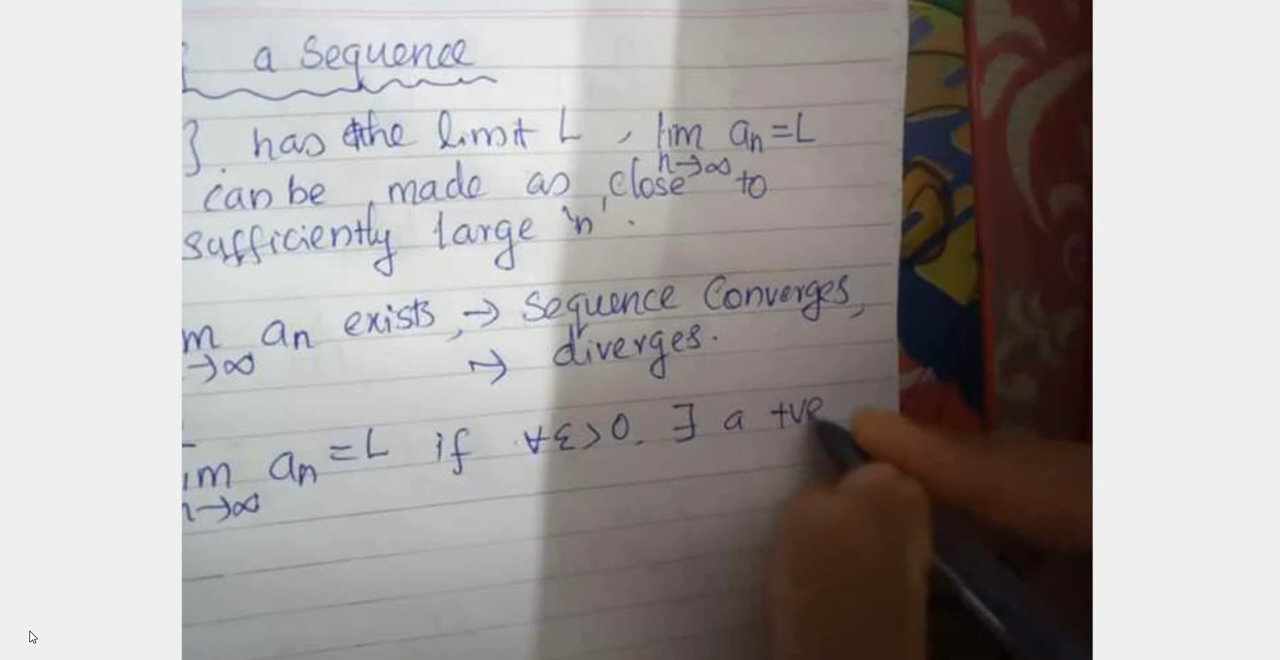 a Sequence
} has the limit L, lim an = L
n→∞
can be made as close to
sufficiently large 'n'.
m an exists, → sequence Converges,
→∞
→ diverges.
im an = L if ∀ε>0. ∃ a +ve
n→∞